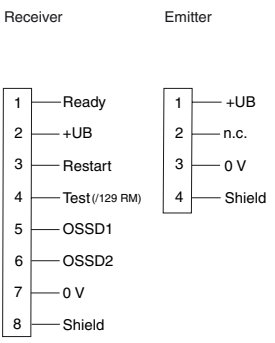 Receiver
1 Ready
2 +UB
3 Restart
4 Test(/129 RM)
5 OSSD1
6 OSSD2
7 0 V
8 Shield
Emitter
1 +UB
2 n.c.
3 0 V
4 Shield